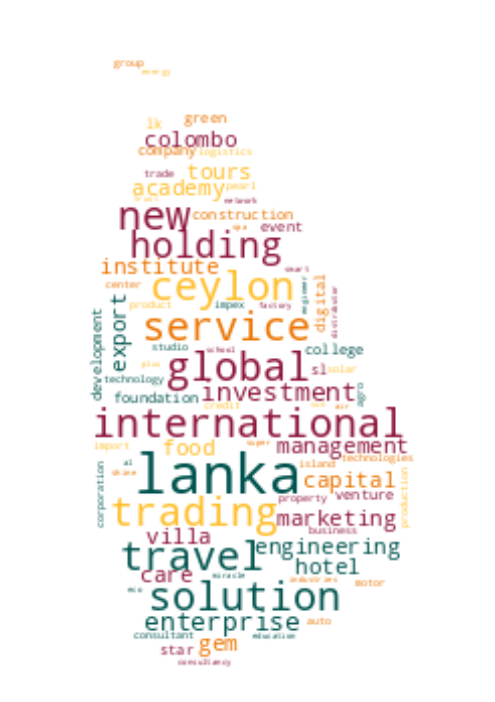 group
energy
lk
green
colombo
company logistics
trade tours
academy pearl
network
new construction
spa event
holding
institute smart
center ceylon engineer digital distributor
product impex factory
development export service
studio school college
plus global sl solar
technology
foundation investment agro
credit air
international
import food super management
al island technologies
corporation shine lanka capital production
property venture
trading marketing
villa business
travel engineering
care miracle hotel
industries motor
eco solution
enterprise auto
consultant education
star gem
consultancy